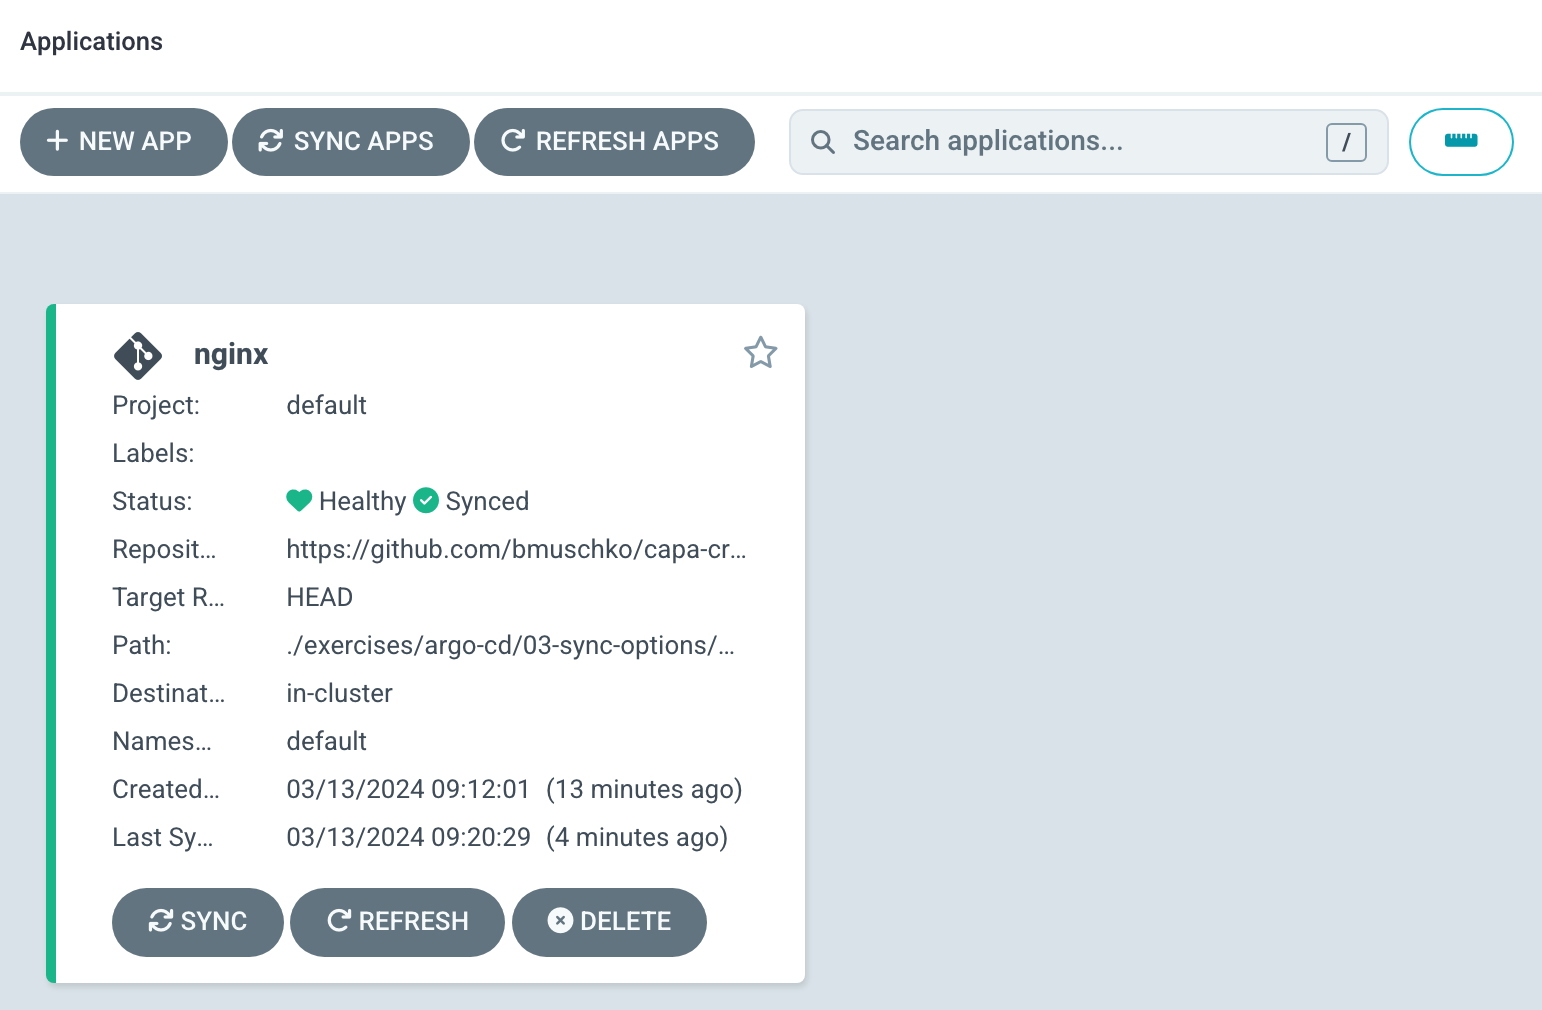 Applications
NEW APP SYNC APPS REFRESH APPS Search applications... /
nginx
Project: default
Labels:
Status: Healthy Synced
Reposit... https://github.com/bmuschko/capa-cr...
Target R... HEAD
Path: ./exercises/argo-cd/03-sync-options/...
Destinat... in-cluster
Names... default
Created... 03/13/2024 09:12:01 (13 minutes ago)
Last Sy... 03/13/2024 09:20:29 (4 minutes ago)
SYNC REFRESH DELETE